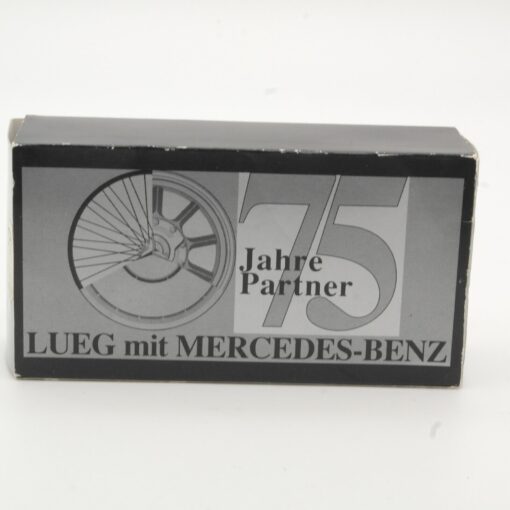 75
Jahre
Partner
LUEG mit MERCEDES-BENZ